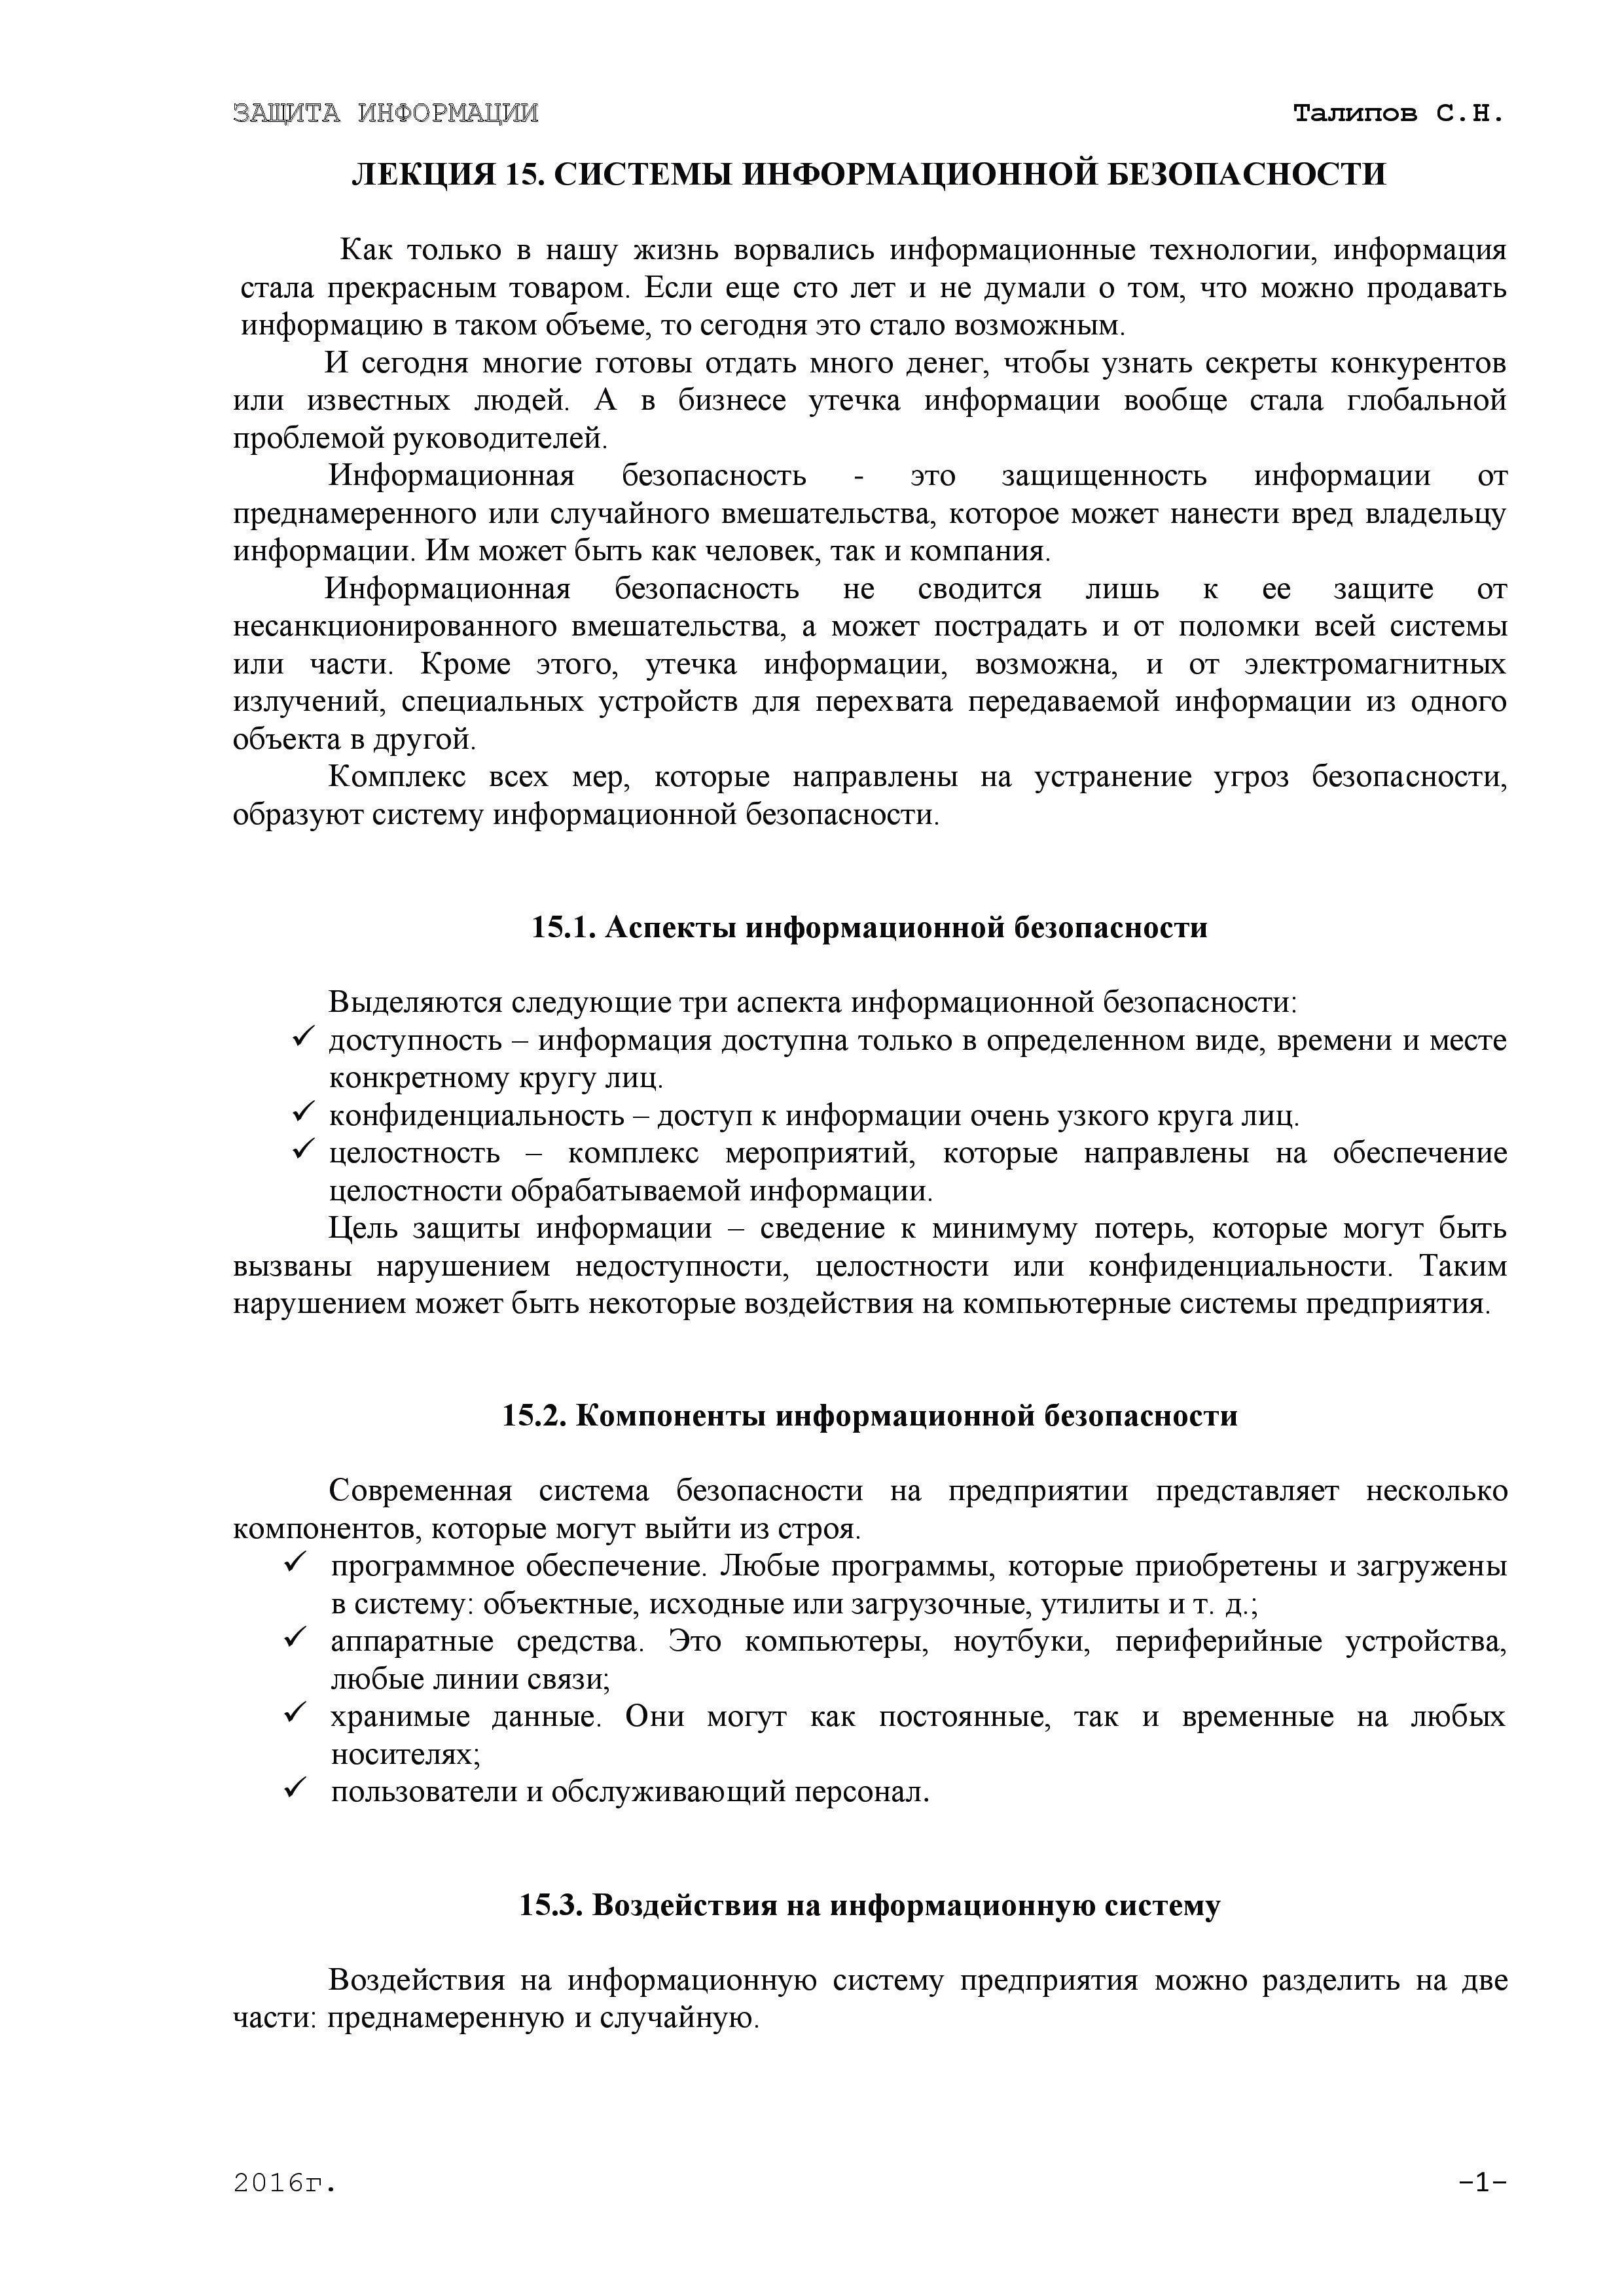 ЗАЩИТА ИНФОРМАЦИИ Талипов С.Н.
ЛЕКЦИЯ 15. СИСТЕМЫ ИНФОРМАЦИОННОЙ БЕЗОПАСНОСТИ
Как только в нашу жизнь ворвались информационные технологии, информация
стала прекрасным товаром. Если еще сто лет и не думали о том, что можно продавать
информацию в таком объеме, то сегодня это стало возможным.
И сегодня многие готовы отдать много денег, чтобы узнать секреты конкурентов
или известных людей. А в бизнесе утечка информации вообще стала глобальной
проблемой руководителей.
Информационная безопасность - это защищенность информации от
преднамеренного или случайного вмешательства, которое может нанести вред владельцу
информации. Им может быть как человек, так и компания.
Информационная безопасность не сводится лишь к ее защите от
несанкционированного вмешательства, а может пострадать и от поломки всей системы
или части. Кроме этого, утечка информации, возможна, и от электромагнитных
излучений, специальных устройств для перехвата передаваемой информации из одного
объекта в другой.
Комплекс всех мер, которые направлены на устранение угроз безопасности,
образуют систему информационной безопасности.
15.1. Аспекты информационной безопасности
Выделяются следующие три аспекта информационной безопасности:
✓ доступность – информация доступна только в определенном виде, времени и месте
конкретному кругу лиц.
✓ конфиденциальность – доступ к информации очень узкого круга лиц.
✓ целостность – комплекс мероприятий, которые направлены на обеспечение
целостности обрабатываемой информации.
Цель защиты информации – сведение к минимуму потерь, которые могут быть
вызваны нарушением недоступности, целостности или конфиденциальности. Таким
нарушением может быть некоторые воздействия на компьютерные системы предприятия.
15.2. Компоненты информационной безопасности
Современная система безопасности на предприятии представляет несколько
компонентов, которые могут выйти из строя.
✓ программное обеспечение. Любые программы, которые приобретены и загружены
в систему: объектные, исходные или загрузочные, утилиты и т. д.;
✓ аппаратные средства. Это компьютеры, ноутбуки, периферийные устройства,
любые линии связи;
✓ хранимые данные. Они могут как постоянные, так и временные на любых
носителях;
✓ пользователи и обслуживающий персонал.
15.3. Воздействия на информационную систему
Воздействия на информационную систему предприятия можно разделить на две
части: преднамеренную и случайную.
2016г. -1-